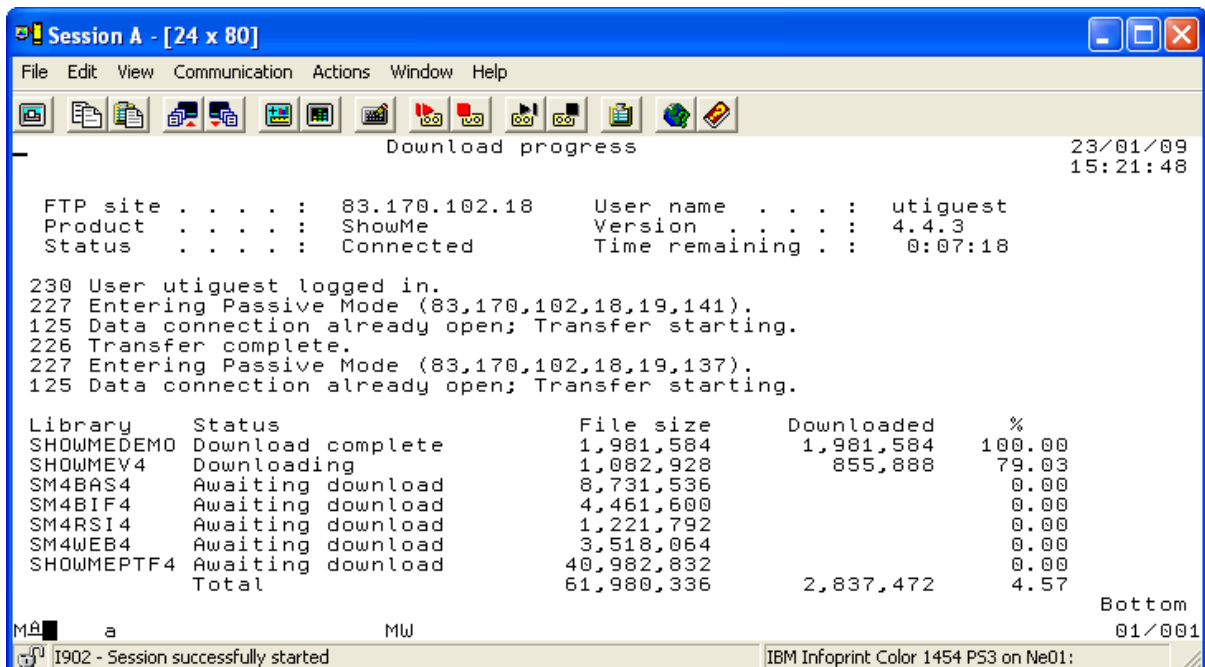 Session A - [24 x 80]
File Edit View Communication Actions Window Help
Download progress 23/01/09
15:21:48
FTP site . . . . : 83.170.102.18 User name . . . : utiguest
Product . . . . : ShowMe Version . . . . : 4.4.3
Status . . . . : Connected Time remaining . : 0:07:18
230 User utiguest logged in.
227 Entering Passive Mode (83,170,102,18,19,141).
125 Data connection already open; Transfer starting.
226 Transfer complete.
227 Entering Passive Mode (83,170,102,18,19,137).
125 Data connection already open; Transfer starting.
Library Status File size Downloaded %
SHOWMEDEMO Download complete 1,981,584 1,981,584 100.00
SHOWMEV4 Downloading 1,082,928 855,888 79.03
SM4BAS4 Awaiting download 8,731,536 0.00
SM4BIF4 Awaiting download 4,461,600 0.00
SM4RSI4 Awaiting download 1,221,792 0.00
SM4WEB4 Awaiting download 3,518,064 0.00
SHOWMEPTF4 Awaiting download 40,982,832 0.00
Total 61,980,336 2,837,472 4.57
Bottom
MA a MW 01/001
I902 - Session successfully started IBM Infoprint Color 1454 PS3 on Ne01: